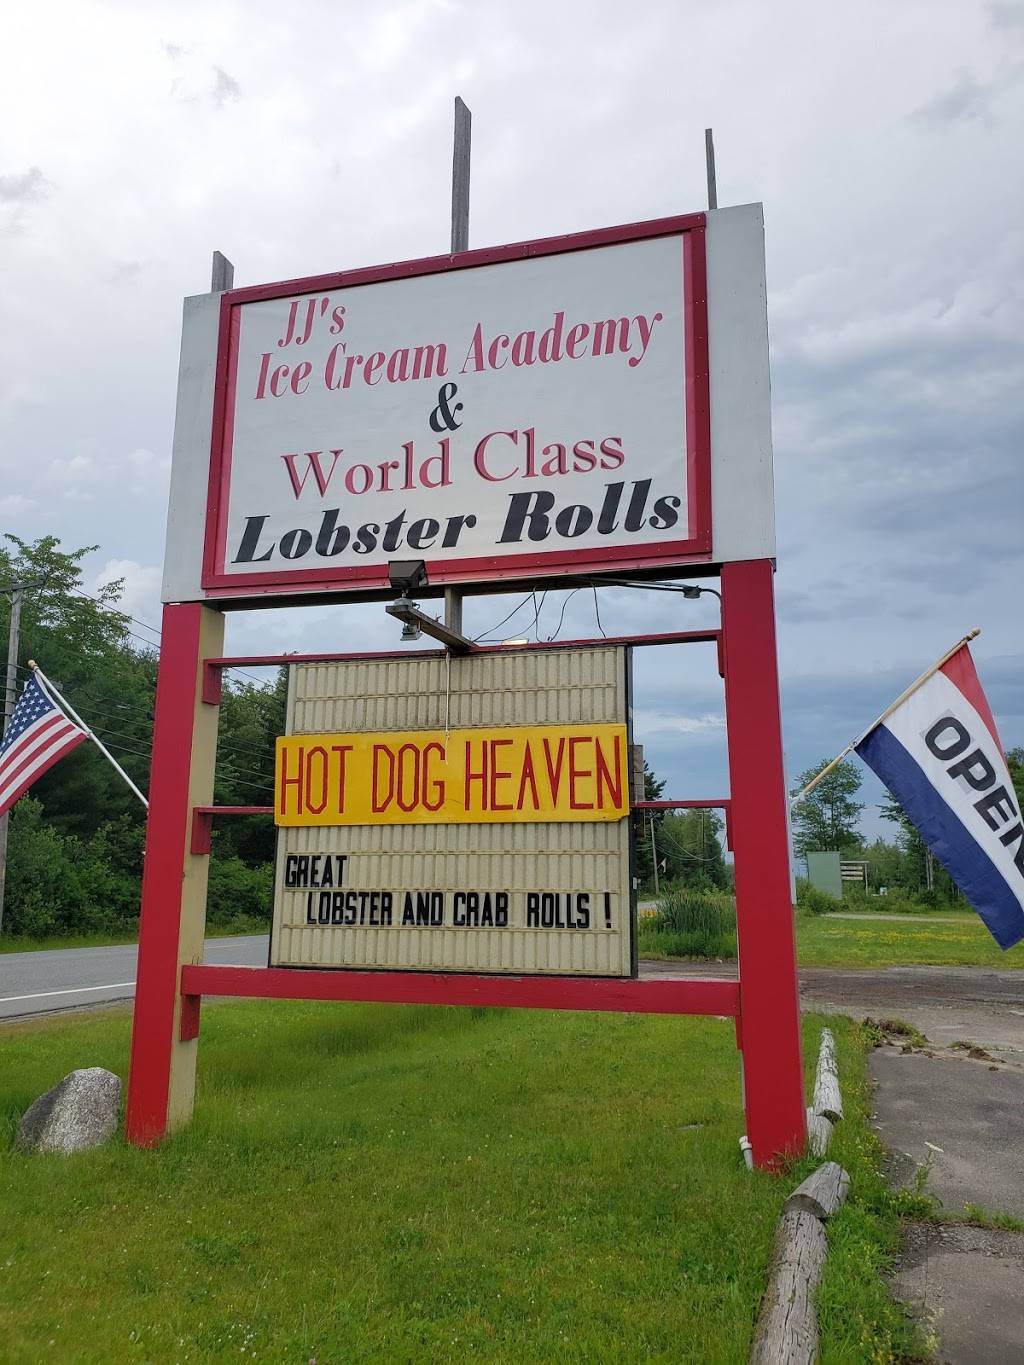 JJ's
Ice Cream Academy
&
World Class
Lobster Rolls
HOT DOG HEAVEN
GREAT
LOBSTER AND CRAB ROLLS !
OPEN